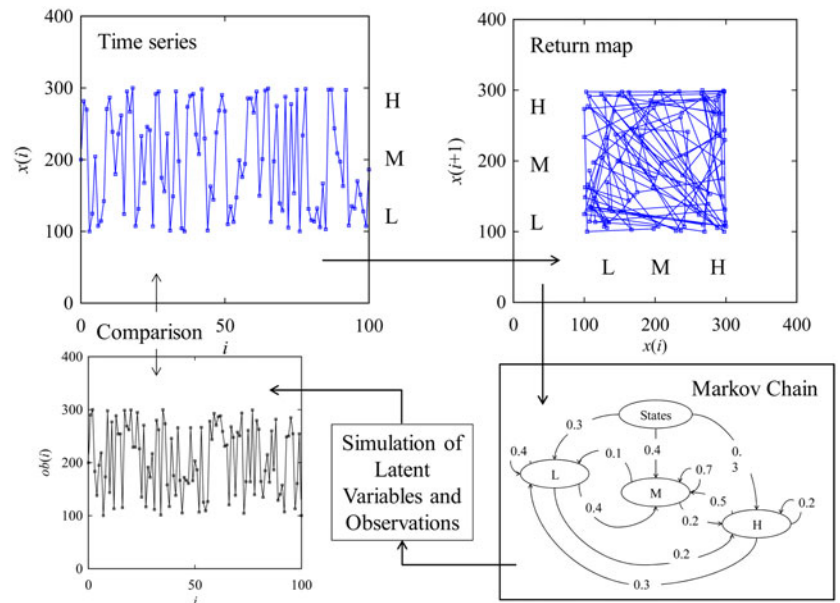 Time series
400
300
200
100
0
x(i)
0
50
100
i
H
M
L
Return map
400
300
200
100
0
x(i+1)
H
M
L
L
M
H
0
100
200
300
400
x(i)
Comparison
400
300
200
100
0
ob(i)
0
50
100
i
Simulation of
Latent
Variables and
Observations
Markov Chain
States
0.3
0.4
0.
3
0.4
L
0.1
0.7
M
0.4
0.5
0.2
0.2
H
0.2
0.3